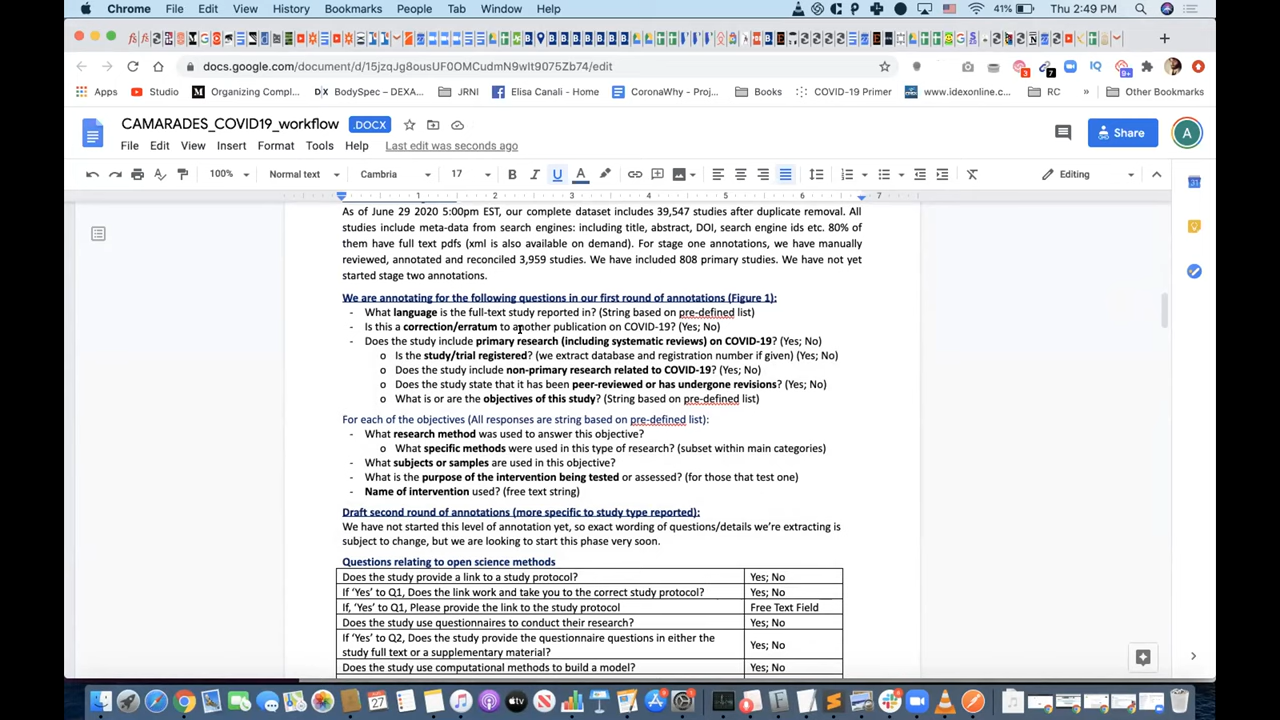 Chrome File Edit View History Bookmarks People Tab Window Help 41% Thu 2:49 PM
docs.google.com/document/d/15jzqJg8ousUF0OMCudmN9wIt9075Zb74/edit
3 7 IQ 9+
Apps Studio Organizing Compl... BodySpec – DEXA... JRNI Elisa Canali - Home CoronaWhy - Proj... Books COVID-19 Primer www.idexonline.c... RC » Other Bookmarks
CAMARADES_COVID19_workflow .DOCX
Share A
File Edit View Insert Format Tools Help Last edit was seconds ago
100% Normal text Cambria 17 B I U A Editing
1 2 3 4 5 6 7
As of June 29 2020 5:00pm EST, our complete dataset includes 39,547 studies after duplicate removal. All
studies include meta-data from search engines: including title, abstract, DOI, search engine ids etc. 80% of
them have full text pdfs (xml is also available on demand). For stage one annotations, we have manually
reviewed, annotated and reconciled 3,959 studies. We have included 808 primary studies. We have not yet
started stage two annotations.
We are annotating for the following questions in our first round of annotations (Figure 1):
- What language is the full-text study reported in? (String based on pre-defined list)
- Is this a correction/erratum to another publication on COVID-19? (Yes; No)
- Does the study include primary research (including systematic reviews) on COVID-19? (Yes; No)
o Is the study/trial registered? (we extract database and registration number if given) (Yes; No)
o Does the study include non-primary research related to COVID-19? (Yes; No)
o Does the study state that it has been peer-reviewed or has undergone revisions? (Yes; No)
o What is or are the objectives of this study? (String based on pre-defined list)
For each of the objectives (All responses are string based on pre-defined list):
- What research method was used to answer this objective?
o What specific methods were used in this type of research? (subset within main categories)
- What subjects or samples are used in this objective?
- What is the purpose of the intervention being tested or assessed? (for those that test one)
- Name of intervention used? (free text string)
Draft second round of annotations (more specific to study type reported):
We have not started this level of annotation yet, so exact wording of questions/details we're extracting is
subject to change, but we are looking to start this phase very soon.
Questions relating to open science methods
Does the study provide a link to a study protocol? Yes; No
If 'Yes' to Q1, Does the link work and take you to the correct study protocol? Yes; No
If, 'Yes' to Q1, Please provide the link to the study protocol Free Text Field
Does the study use questionnaires to conduct their research? Yes; No
If 'Yes' to Q2, Does the study provide the questionnaire questions in either the
study full text or a supplementary material? Yes; No
Does the study use computational methods to build a model? Yes; No